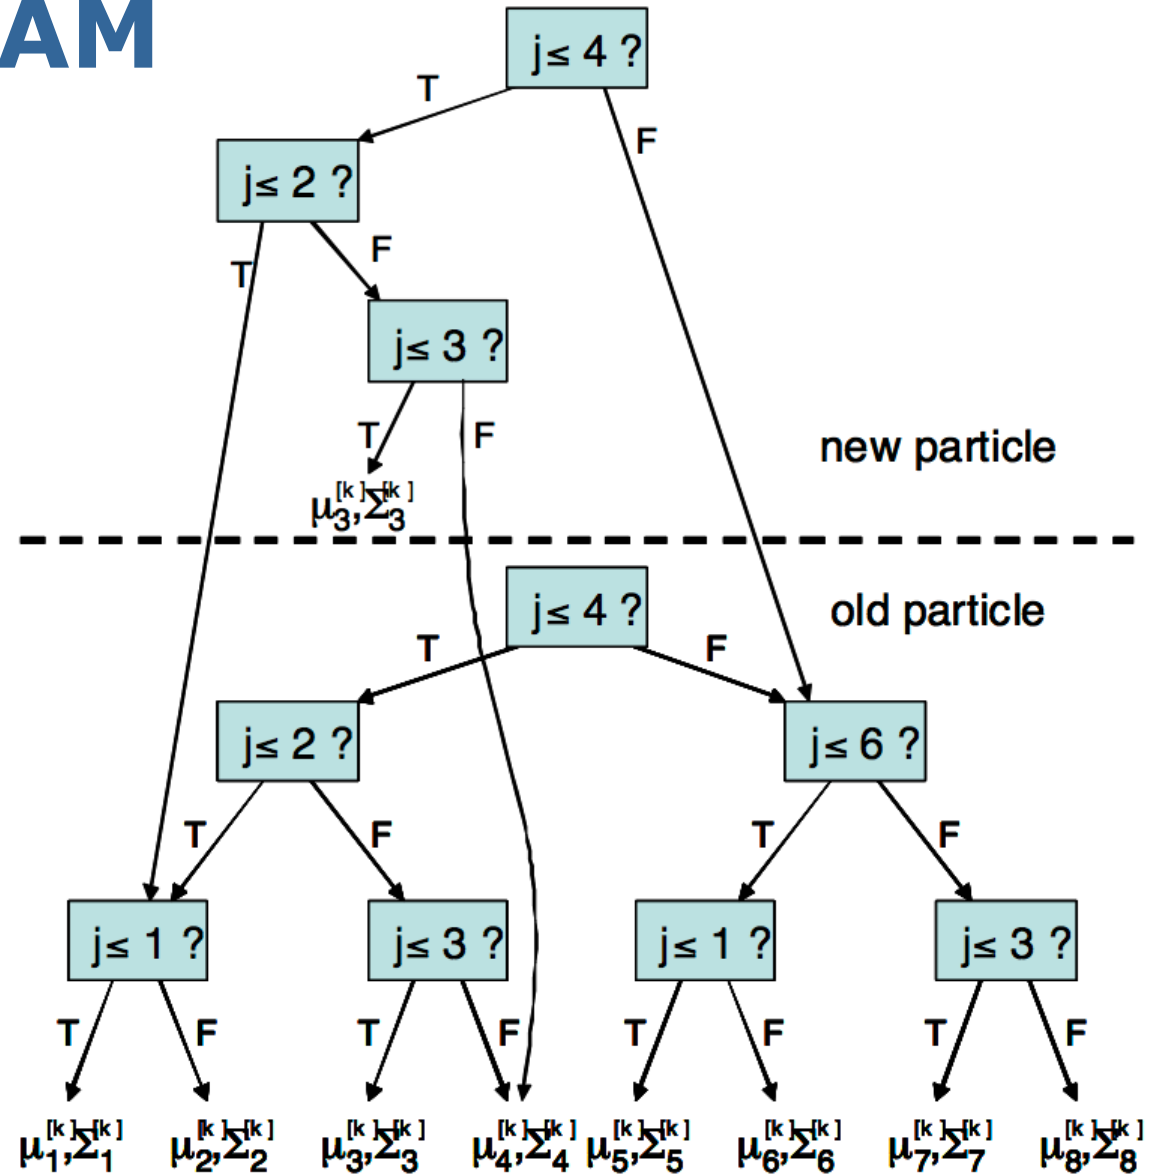 AM
j≤ 4 ?
T
F
j≤ 2 ?
T
F
j≤ 3 ?
T
F
new particle
μ₃[k],Σ₃[k]
j≤ 4 ?
old particle
T
F
j≤ 2 ?
j≤ 6 ?
T
F
T
F
j≤ 1 ?
j≤ 3 ?
j≤ 1 ?
j≤ 3 ?
T
F
T
F
T
F
T
F
μ₁[k],Σ₁[k]
μ₂[k],Σ₂[k]
μ₃[k],Σ₃[k]
μ₄[k],Σ₄[k]
μ₅[k],Σ₅[k]
μ₆[k],Σ₆[k]
μ₇[k],Σ₇[k]
μ₈[k],Σ₈[k]